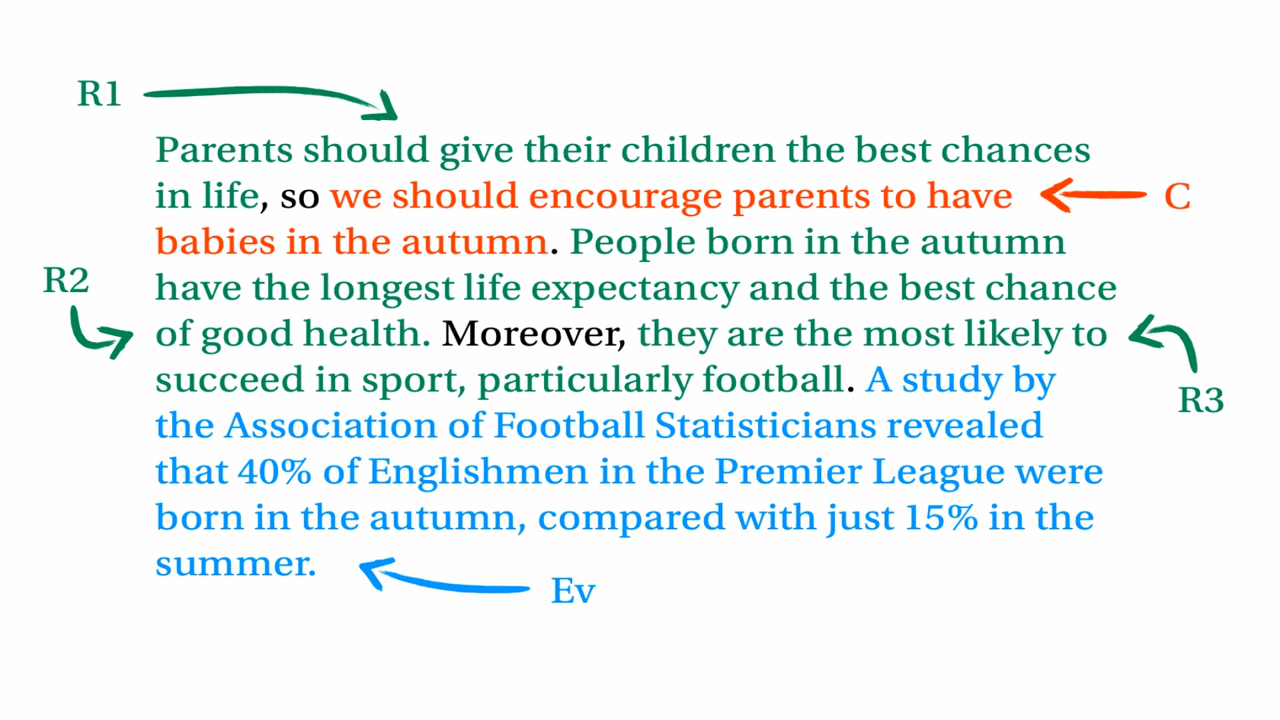 R1
Parents should give their children the best chances
in life, so we should encourage parents to have
C
babies in the autumn. People born in the autumn
R2
have the longest life expectancy and the best chance
of good health. Moreover, they are the most likely to
succeed in sport, particularly football. A study by
R3
the Association of Football Statisticians revealed
that 40% of Englishmen in the Premier League were
born in the autumn, compared with just 15% in the
summer.
Ev